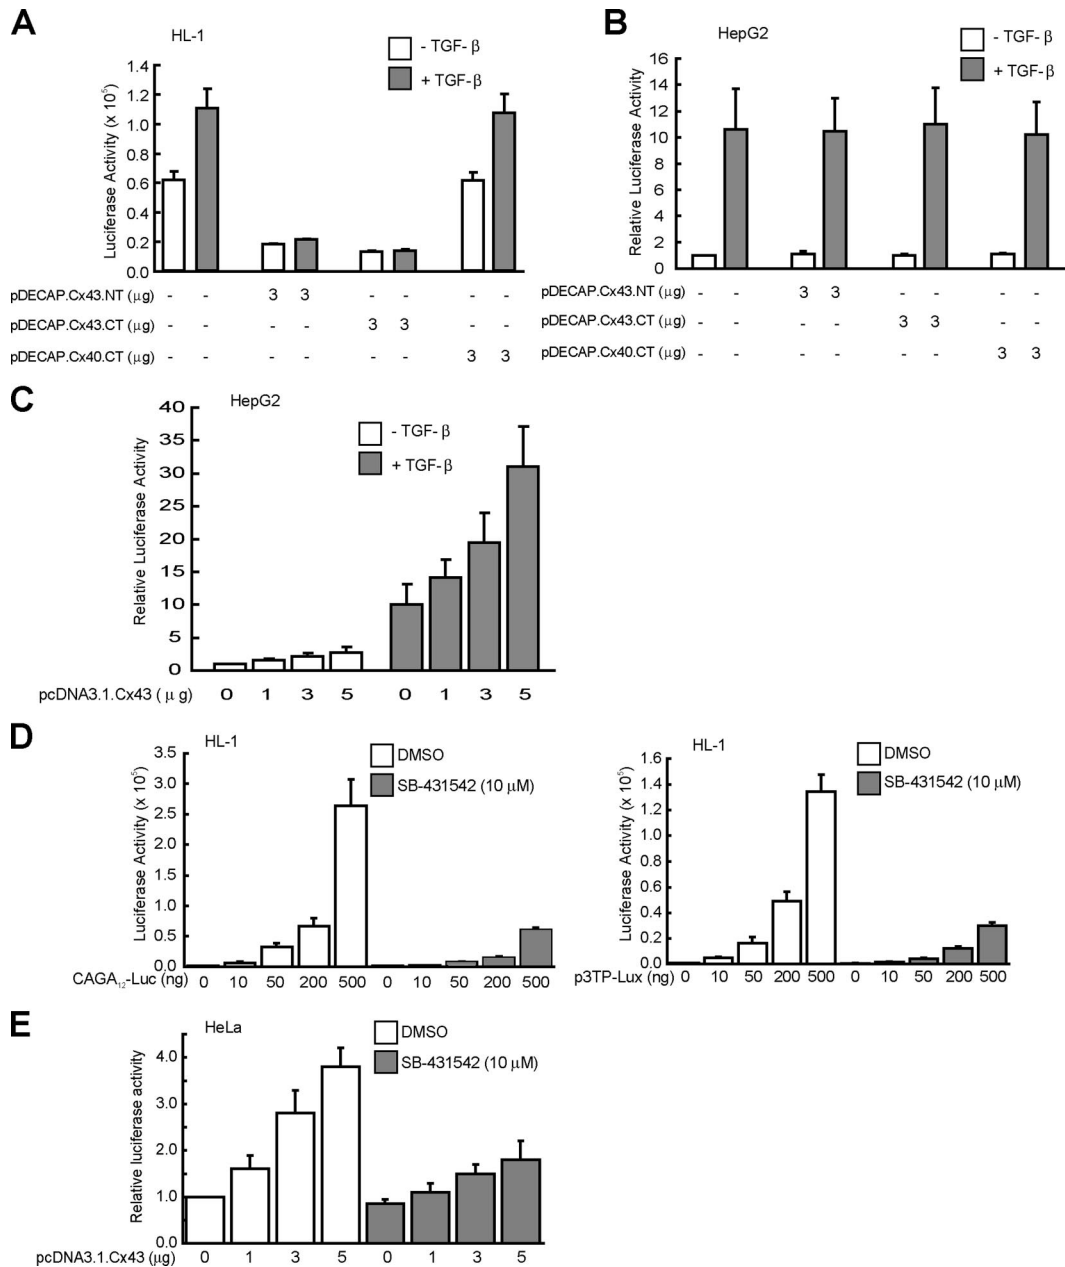 A
HL-1
- TGF- β
+ TGF-β
Luciferase Activity (x 10⁵)
1.4
1.2
1.0
0.8
0.6
0.4
0.2
0.0
pDECAP.Cx43.NT (μg) - - 3 3 - - - -
pDECAP.Cx43.CT (μg) - - - - 3 3 - -
pDECAP.Cx40.CT (μg) - - - - - - 3 3
B
HepG2
- TGF- β
+ TGF-β
Relative Luciferase Activity
16
14
12
10
8
6
4
2
0
pDECAP.Cx43.NT (μg) - - 3 3 - - - -
pDECAP.Cx43.CT (μg) - - - - 3 3 - -
pDECAP.Cx40.CT (μg) - - - - - - 3 3
C
HepG2
- TGF- β
+ TGF- β
Relative Luciferase Activity
40
35
30
25
20
15
10
5
0
pcDNA3.1.Cx43 ( μ g) 0 1 3 5 0 1 3 5
D
HL-1
DMSO
SB-431542 (10 μM)
Luciferase Activity (x 10⁵)
3.5
3.0
2.5
2.0
1.5
1.0
0.5
0.0
CAGA₁₂-Luc (ng) 0 10 50 200 500 0 10 50 200 500
HL-1
DMSO
SB-431542 (10 μM)
Luciferase Activity (x 10⁵)
1.6
1.4
1.2
1.0
0.8
0.6
0.4
0.2
0.0
p3TP-Lux (ng) 0 10 50 200 500 0 10 50 200 500
E
HeLa
DMSO
SB-431542 (10 μM)
Relative luciferase activity
4.0
3.0
2.0
1.0
0.0
pcDNA3.1.Cx43 (μg) 0 1 3 5 0 1 3 5